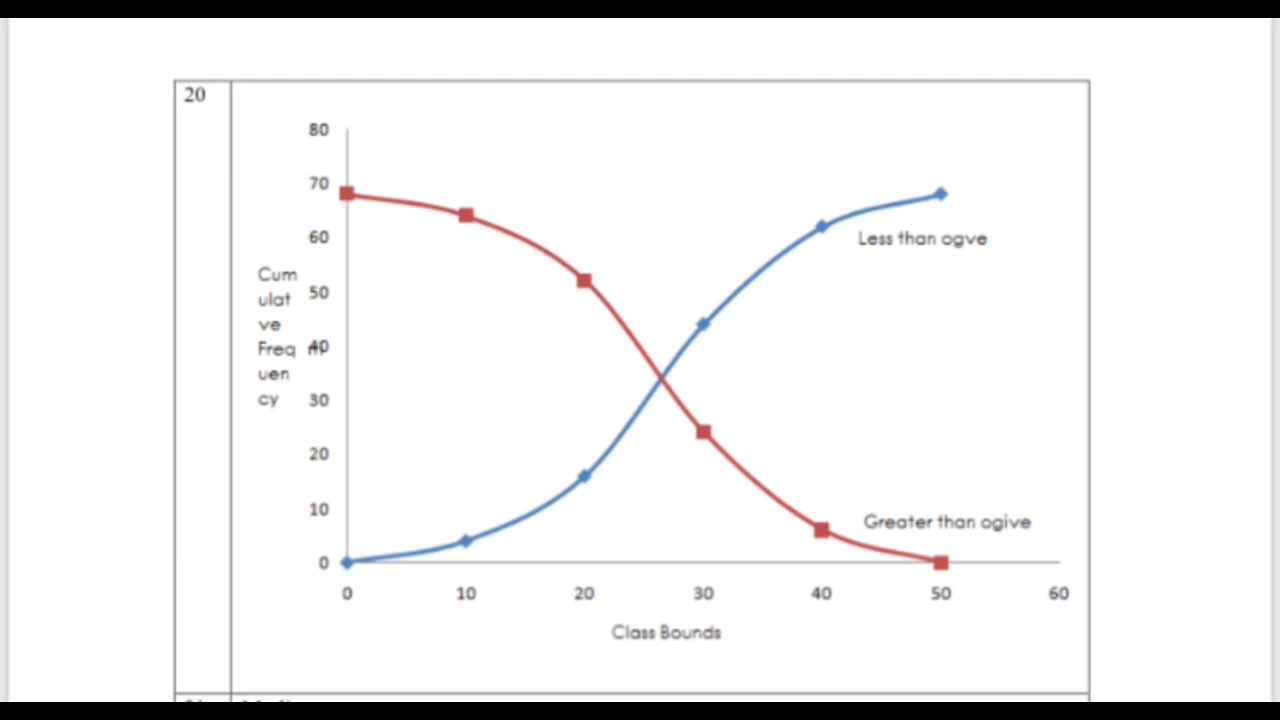 20
80
70
60
50
40
30
20
10
0
Cum
ulat
ve
Freq
uen
cy
Less than ogve
Greater than ogive
0 10 20 30 40 50 60
Class Bounds